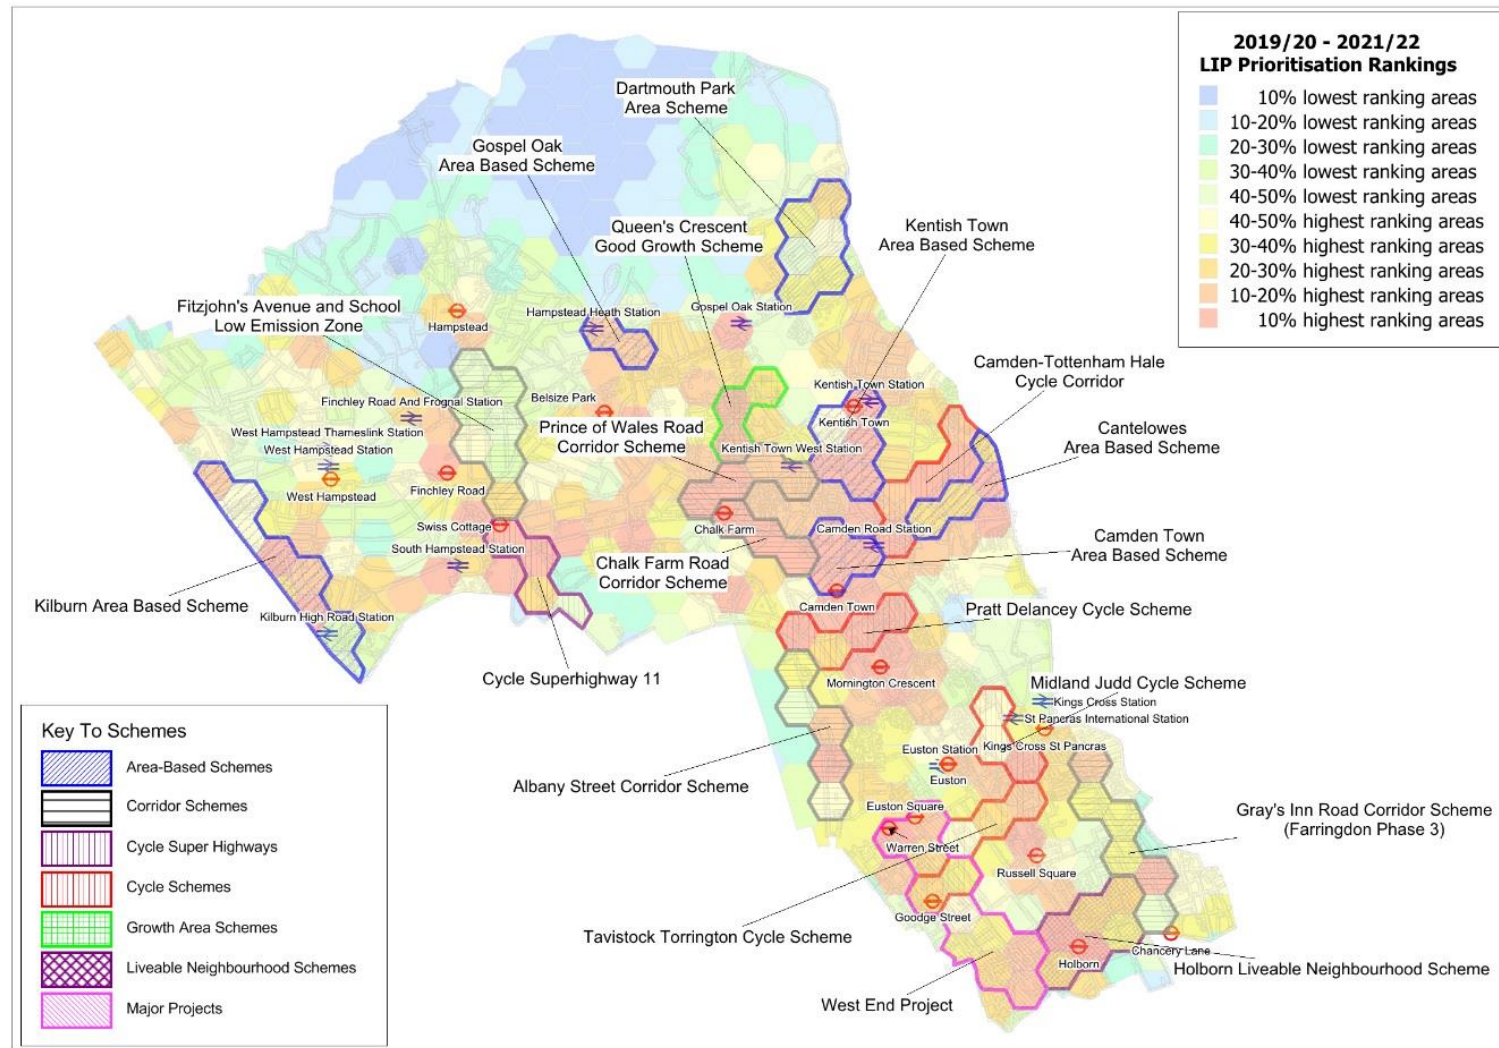 2019/20 - 2021/22
LIP Prioritisation Rankings
10% lowest ranking areas
10-20% lowest ranking areas
20-30% lowest ranking areas
30-40% lowest ranking areas
40-50% lowest ranking areas
40-50% highest ranking areas
30-40% highest ranking areas
20-30% highest ranking areas
10-20% highest ranking areas
10% highest ranking areas
Dartmouth Park
Area Scheme
Gospel Oak
Area Based Scheme
Queen's Crescent
Good Growth Scheme
Kentish Town
Area Based Scheme
Fitzjohn's Avenue and School
Low Emission Zone
Hampstead
Hampstead Heath Station
Gospel Oak Station
Camden-Tottenham Hale
Cycle Corridor
Finchley Road And Frognal Station
Belsize Park
Kentish Town Station
Kentish Town
Prince of Wales Road
Corridor Scheme
Cantelowes
Area Based Scheme
West Hampstead Thameslink Station
West Hampstead Station
West Hampstead
Finchley Road
Kentish Town West Station
Swiss Cottage
South Hampstead Station
Chalk Farm
Camden Road Station
Camden Town
Area Based Scheme
Chalk Farm Road
Corridor Scheme
Kilburn Area Based Scheme
Kilburn High Road Station
Camden Town
Pratt Delancey Cycle Scheme
Cycle Superhighway 11
Mornington Crescent
Midland Judd Cycle Scheme
Kings Cross Station
St Pancras International Station
Kings Cross St Pancras
Euston Station
Euston
Albany Street Corridor Scheme
Euston Square
Warren Street
Gray's Inn Road Corridor Scheme
(Farringdon Phase 3)
Russell Square
Goodge Street
Tavistock Torrington Cycle Scheme
Chancery Lane
Holborn
Holborn Liveable Neighbourhood Scheme
West End Project
Key To Schemes
Area-Based Schemes
Corridor Schemes
Cycle Super Highways
Cycle Schemes
Growth Area Schemes
Liveable Neighbourhood Schemes
Major Projects